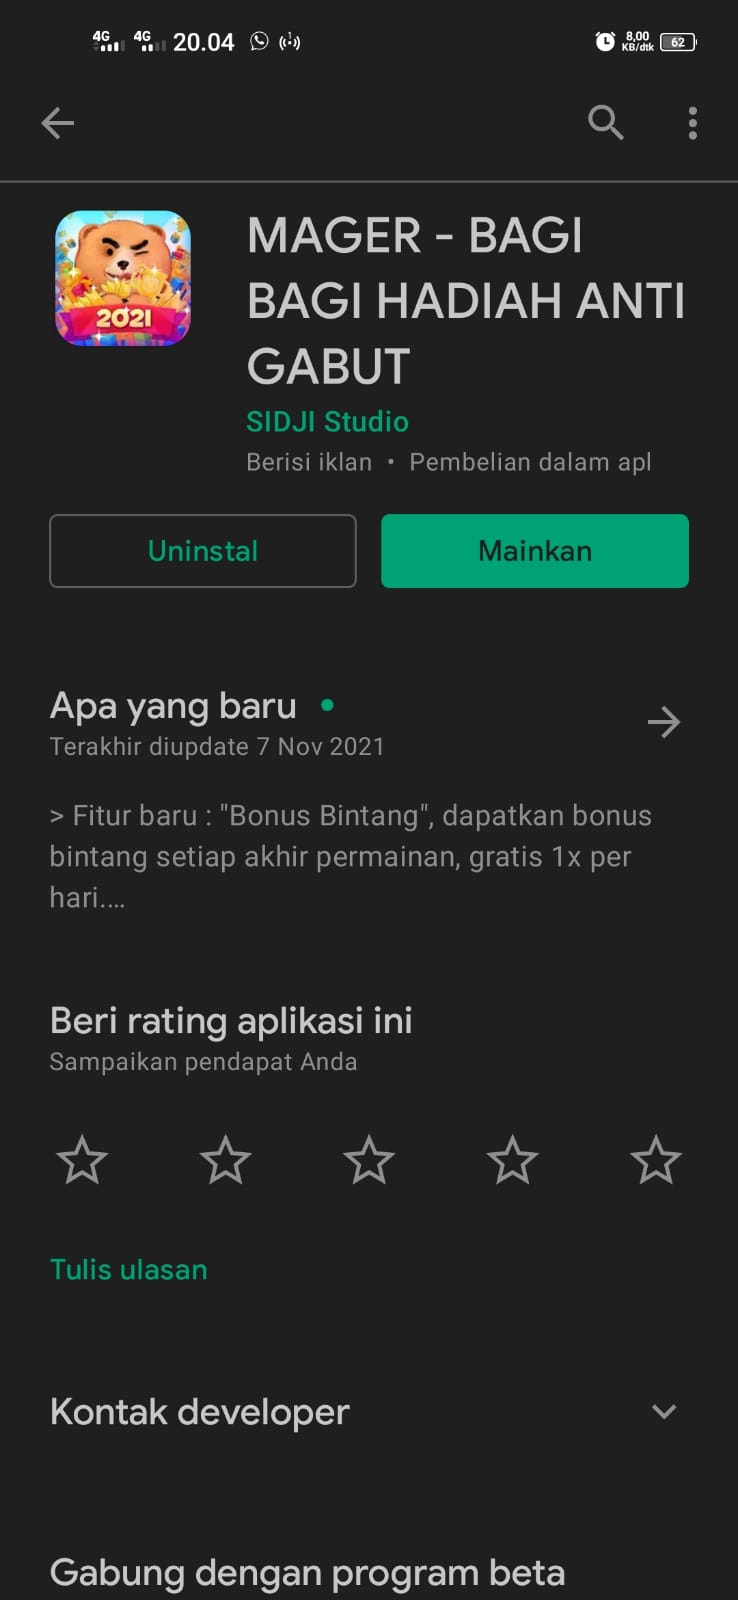 4G 4G 20.04 8,00 KB/dtk 62
2021
MAGER - BAGI
BAGI HADIAH ANTI
GABUT
SIDJI Studio
Berisi iklan • Pembelian dalam apl
Uninstal
Mainkan
Apa yang baru
Terakhir diupdate 7 Nov 2021
> Fitur baru : "Bonus Bintang", dapatkan bonus
bintang setiap akhir permainan, gratis 1x per
hari....
Beri rating aplikasi ini
Sampaikan pendapat Anda
Tulis ulasan
Kontak developer
Gabung dengan program beta